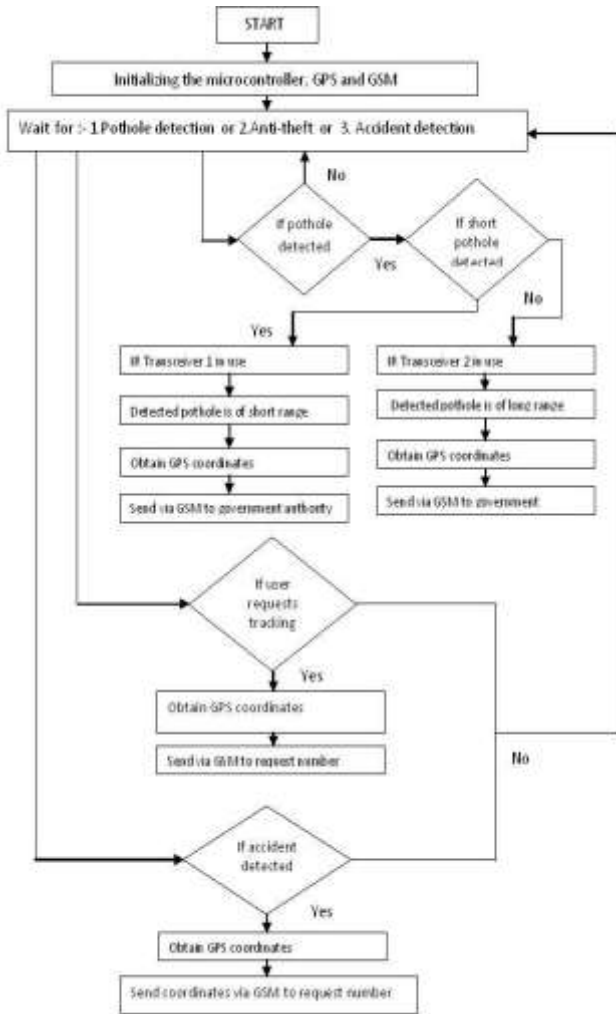 START
Initializing the microcontroller. GPS and GSM
Wait for :- 1.Pothole detection or 2.Anti-theft or 3. Accident detection
No
If pothole
detected
Yes
If short
pothole
detected
No
Yes
IR Transceiver 1 in use
Detected pothole is of short range
Obtain GPS coordinates
Send via GSM to government authority
IR Transceiver 2 in use
Detected pothole is of long range
Obtain GPS coordinates
Send via GSM to government
If user
requests
tracking
Yes
Obtain GPS coordinates
Send via GSM to request number
No
If accident
detected
Yes
Obtain GPS coordinates
Send coordinates via GSM to request number